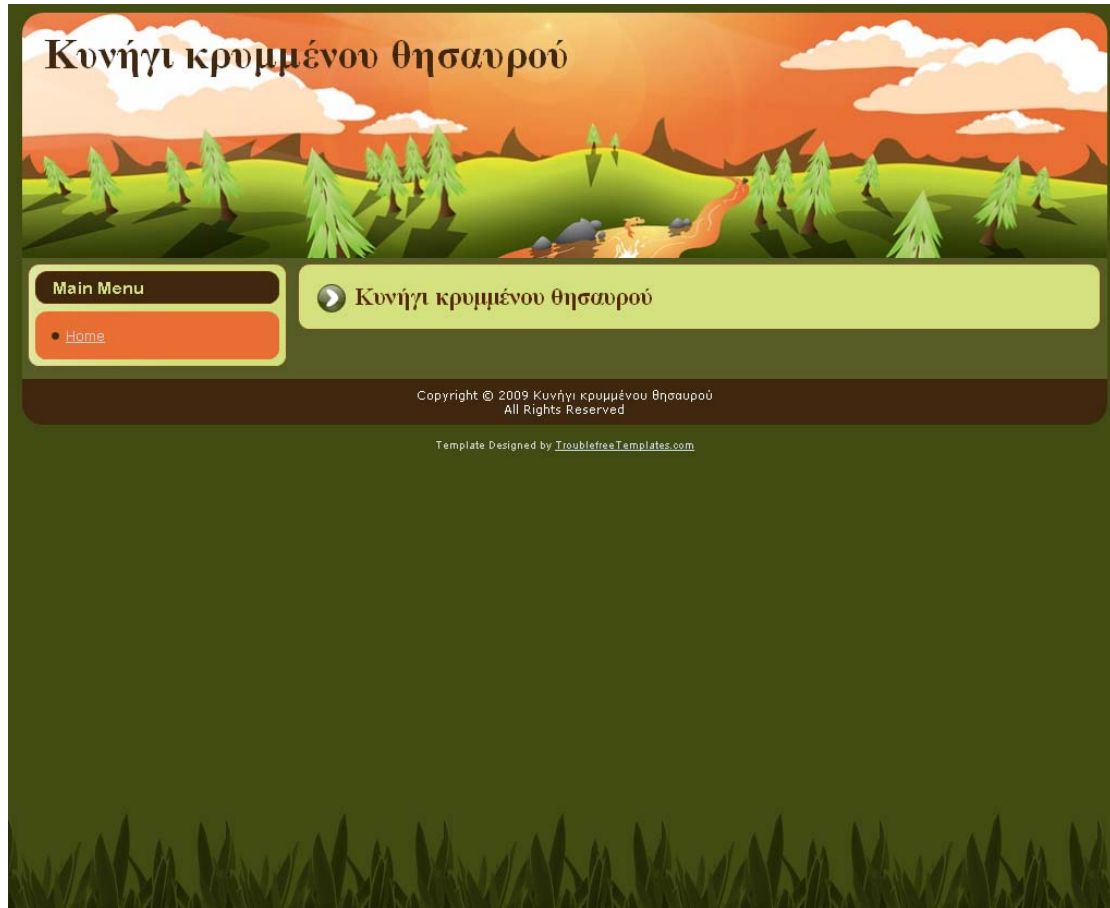 Κυνήγι κρυμμένου θησαυρού
Main Menu
Home
Κυνήγι κρυμμένου θησαυρού
Copyright © 2009 Κυνήγι κρυμμένου θησαυρού
All Rights Reserved
Template Designed by TroublefreeTemplates.com